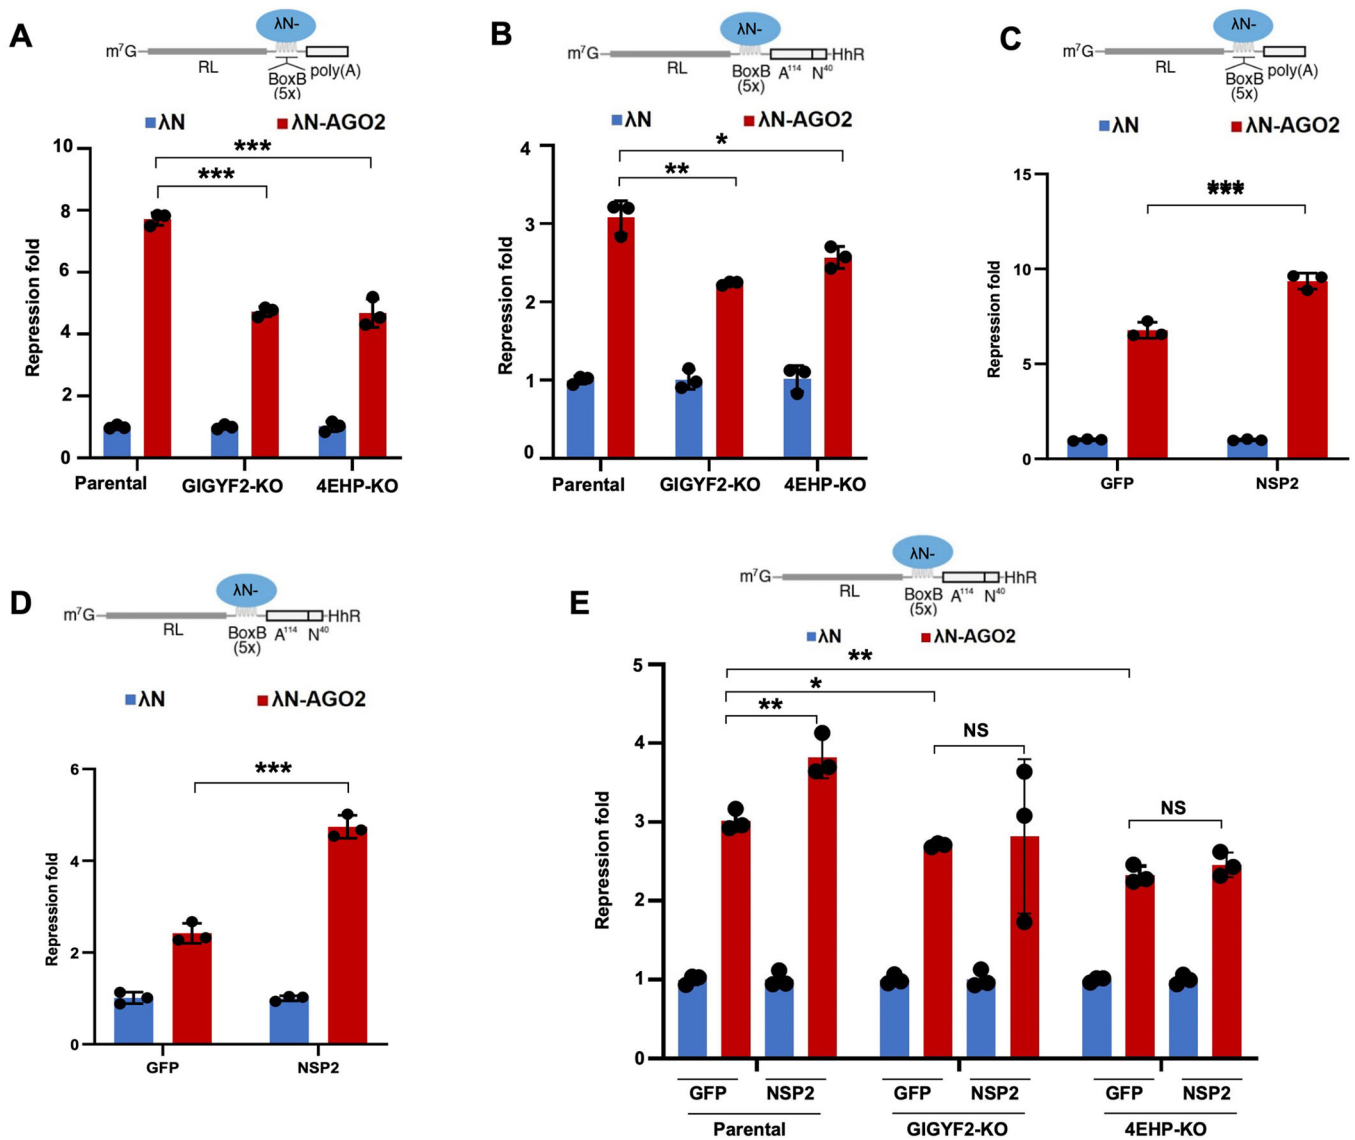 A
λN-
m⁷G
RL
BoxB
(5x)
poly(A)
λN
λN-AGO2
***
***
Repression fold
10
8
6
4
2
0
Parental
GIGYF2-KO
4EHP-KO
B
λN-
m⁷G
HhR
RL
BoxB
(5x)
A¹¹⁴
N⁴⁰
λN
λN-AGO2
*
**
Repression fold
4
3
2
1
0
Parental
GIGYF2-KO
4EHP-KO
C
λN-
m⁷G
RL
BoxB
(5x)
poly(A)
λN
λN-AGO2
***
***
Repression fold
15
10
5
0
GFP
NSP2
D
λN-
m⁷G
HhR
RL
BoxB
(5x)
A¹¹⁴
N⁴⁰
λN
λN-AGO2
***
Repression fold
6
4
2
0
GFP
NSP2
E
λN-
m⁷G
HhR
RL
BoxB
(5x)
A¹¹⁴
N⁴⁰
λN
λN-AGO2
**
*
**
NS
NS
Repression fold
5
4
3
2
1
0
GFP
NSP2
GFP
NSP2
GFP
NSP2
Parental
GIGYF2-KO
4EHP-KO